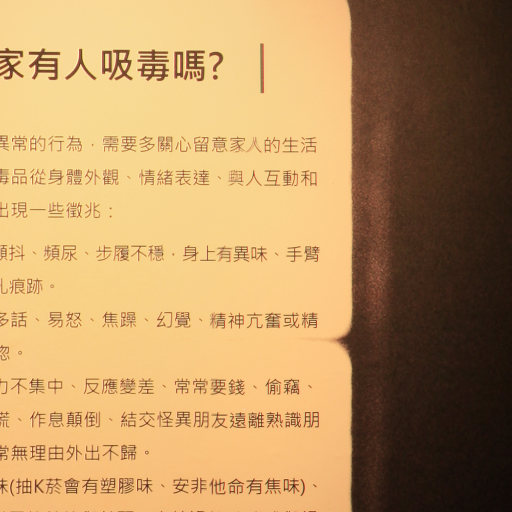 家有人吸毒嗎?
異常的行為，需要多關心留意家人的生活
毒品從身體外觀、情緒表達、與人互動和
出現一些徵兆：
顫抖、頻尿、步履不穩，身上有異味、手臂
孔痕跡。
多話、易怒、焦躁、幻覺、精神亢奮或精
惚。
力不集中、反應變差、常常要錢、偷竊、
謊、作息顛倒、結交怪異朋友遠離熟識朋
常無理由外出不歸。
味(抽K菸會有塑膠味、安非他命有焦味)、